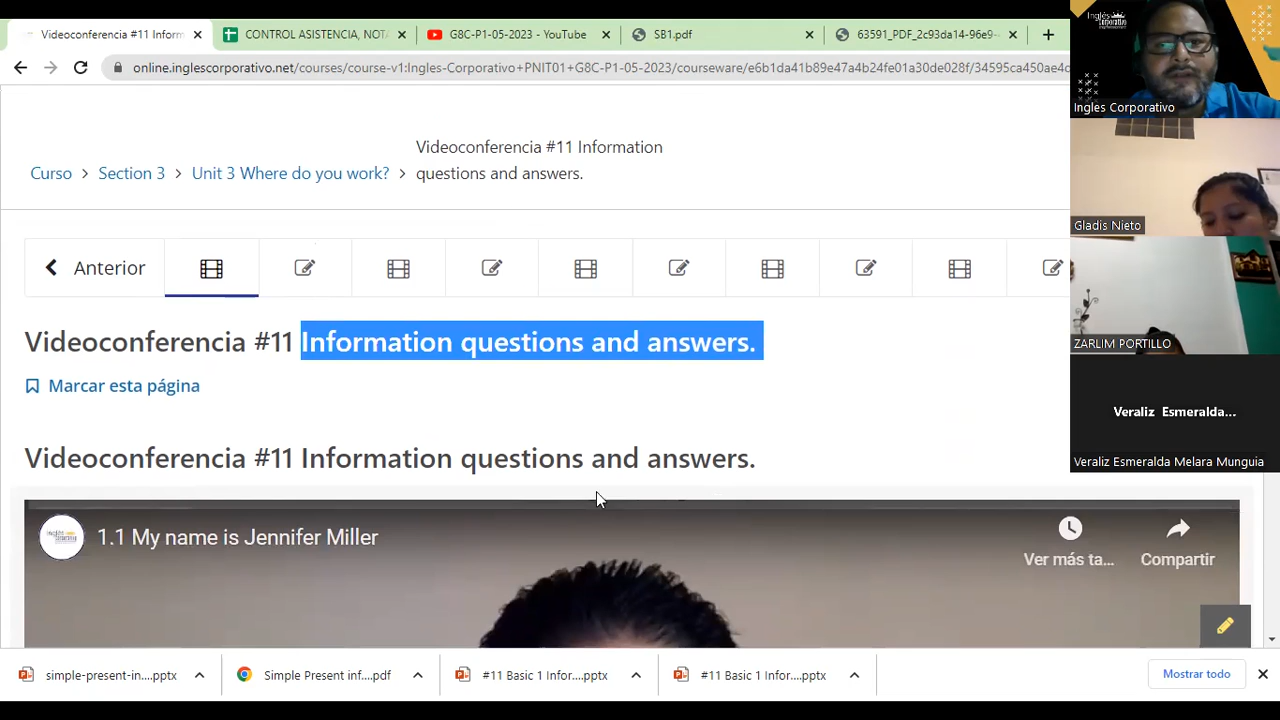 Videoconferencia #11 Inform
CONTROL ASISTENCIA, NOTA
G8C-P1-05-2023 - YouTube
SB1.pdf
63591_PDF_2c93da14-96e9-
online.inglescorporativo.net/courses/course-v1:Ingles-Corporativo+PNIT01+G8C-P1-05-2023/courseware/e6b1da41b89e47a4b24fe01a30de028f/34595ca450ae4d
Ingles Corporativo
Gladis Nieto
ZARLIM PORTILLO
Veraliz Esmeralda...
Veraliz Esmeralda Melara Munguia
Curso > Section 3 > Unit 3 Where do you work? >
Videoconferencia #11 Information
questions and answers.
Anterior
Videoconferencia #11 Information questions and answers.
Marcar esta página
Videoconferencia #11 Information questions and answers.
1.1 My name is Jennifer Miller
Ver más ta...
Compartir
simple-present-in....pptx
Simple Present inf....pdf
#11 Basic 1 Infor....pptx
#11 Basic 1 Infor....pptx
Mostrar todo